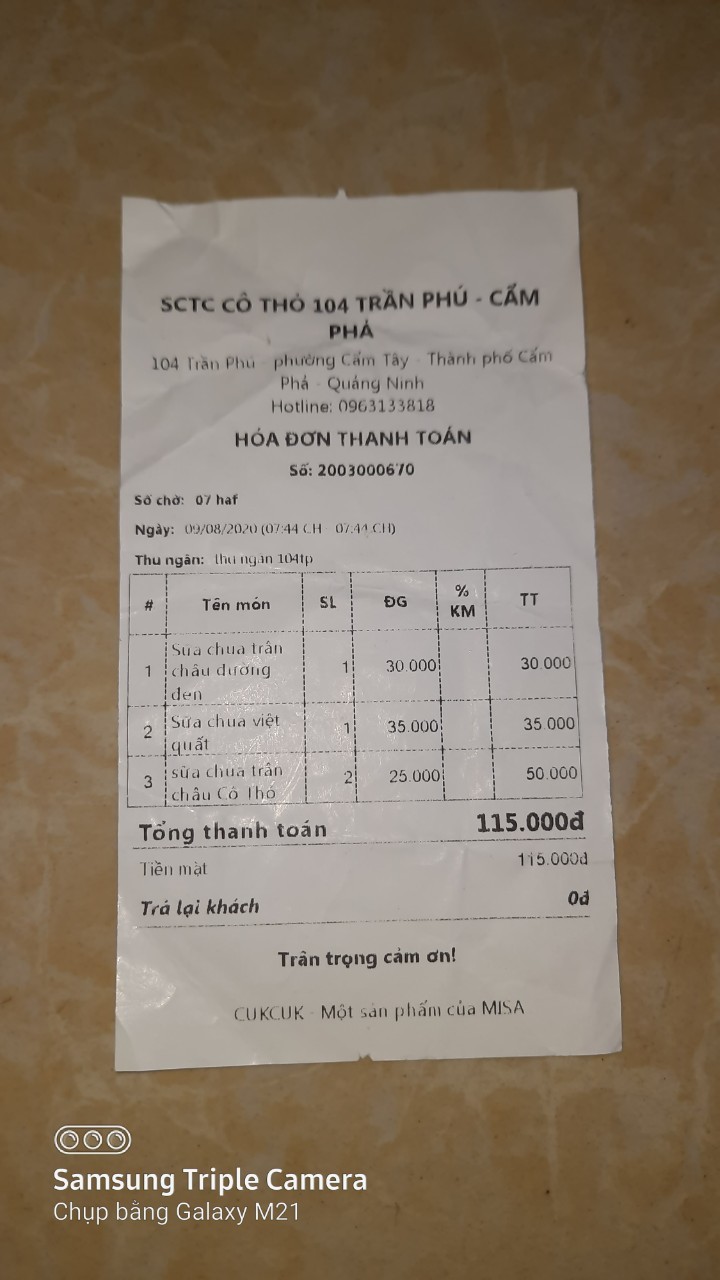 SCTC CÔ THỎ 104 TRẦN PHÚ - CẨM
PHẢ
104 Trần Phú - phường Cẩm Tây - Thành phố Cẩm
Phả - Quảng Ninh
Hotline: 0963133818
HÓA ĐƠN THANH TOÁN
Số: 2003000670
Số chờ: 07 haf
Ngày: 09/08/2020 (07:44 CH - 07:44 CH)
Thu ngân: thu ngân 104tp
# Tên món SL ĐG % KM TT
1 Sữa chua trân châu đường đen 1 30.000 30.000
2 Sữa chua việt quất 1 35.000 35.000
3 sữa chua trân châu Cô Thỏ 2 25.000 50.000
Tổng thanh toán 115.000đ
Tiền mặt 115.000đ
Trả lại khách 0đ
Trân trọng cảm ơn!
CUKCUK - Một sản phẩm của MISA
Samsung Triple Camera
Chụp bằng Galaxy M21